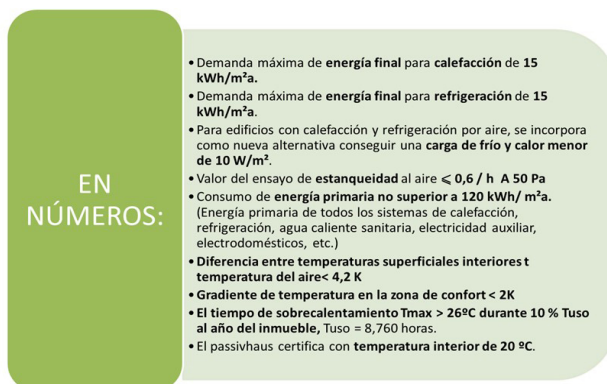 EN
NÚMEROS:
•Demanda máxima de energía final para calefacción de 15
kWh/m²a.
•Demanda máxima de energía final para refrigeración de 15
kWh/m²a.
•Para edificios con calefacción y refrigeración por aire, se incorpora
como nueva alternativa conseguir una carga de frío y calor menor
de 10 W/m².
•Valor del ensayo de estanqueidad al aire ⩽ 0,6 / h A 50 Pa
•Consumo de energía primaria no superior a 120 kWh/ m²a.
(Energía primaria de todos los sistemas de calefacción,
refrigeración, agua caliente sanitaria, electricidad auxiliar,
electrodomésticos, etc.)
•Diferencia entre temperaturas superficiales interiores t
temperatura del aire< 4,2 K
•Gradiente de temperatura en la zona de confort < 2K
•El tiempo de sobrecalentamiento Tmax > 26ºC durante 10 % Tuso
al año del inmueble, Tuso = 8,760 horas.
•El passivhaus certifica con temperatura interior de 20 ºC.